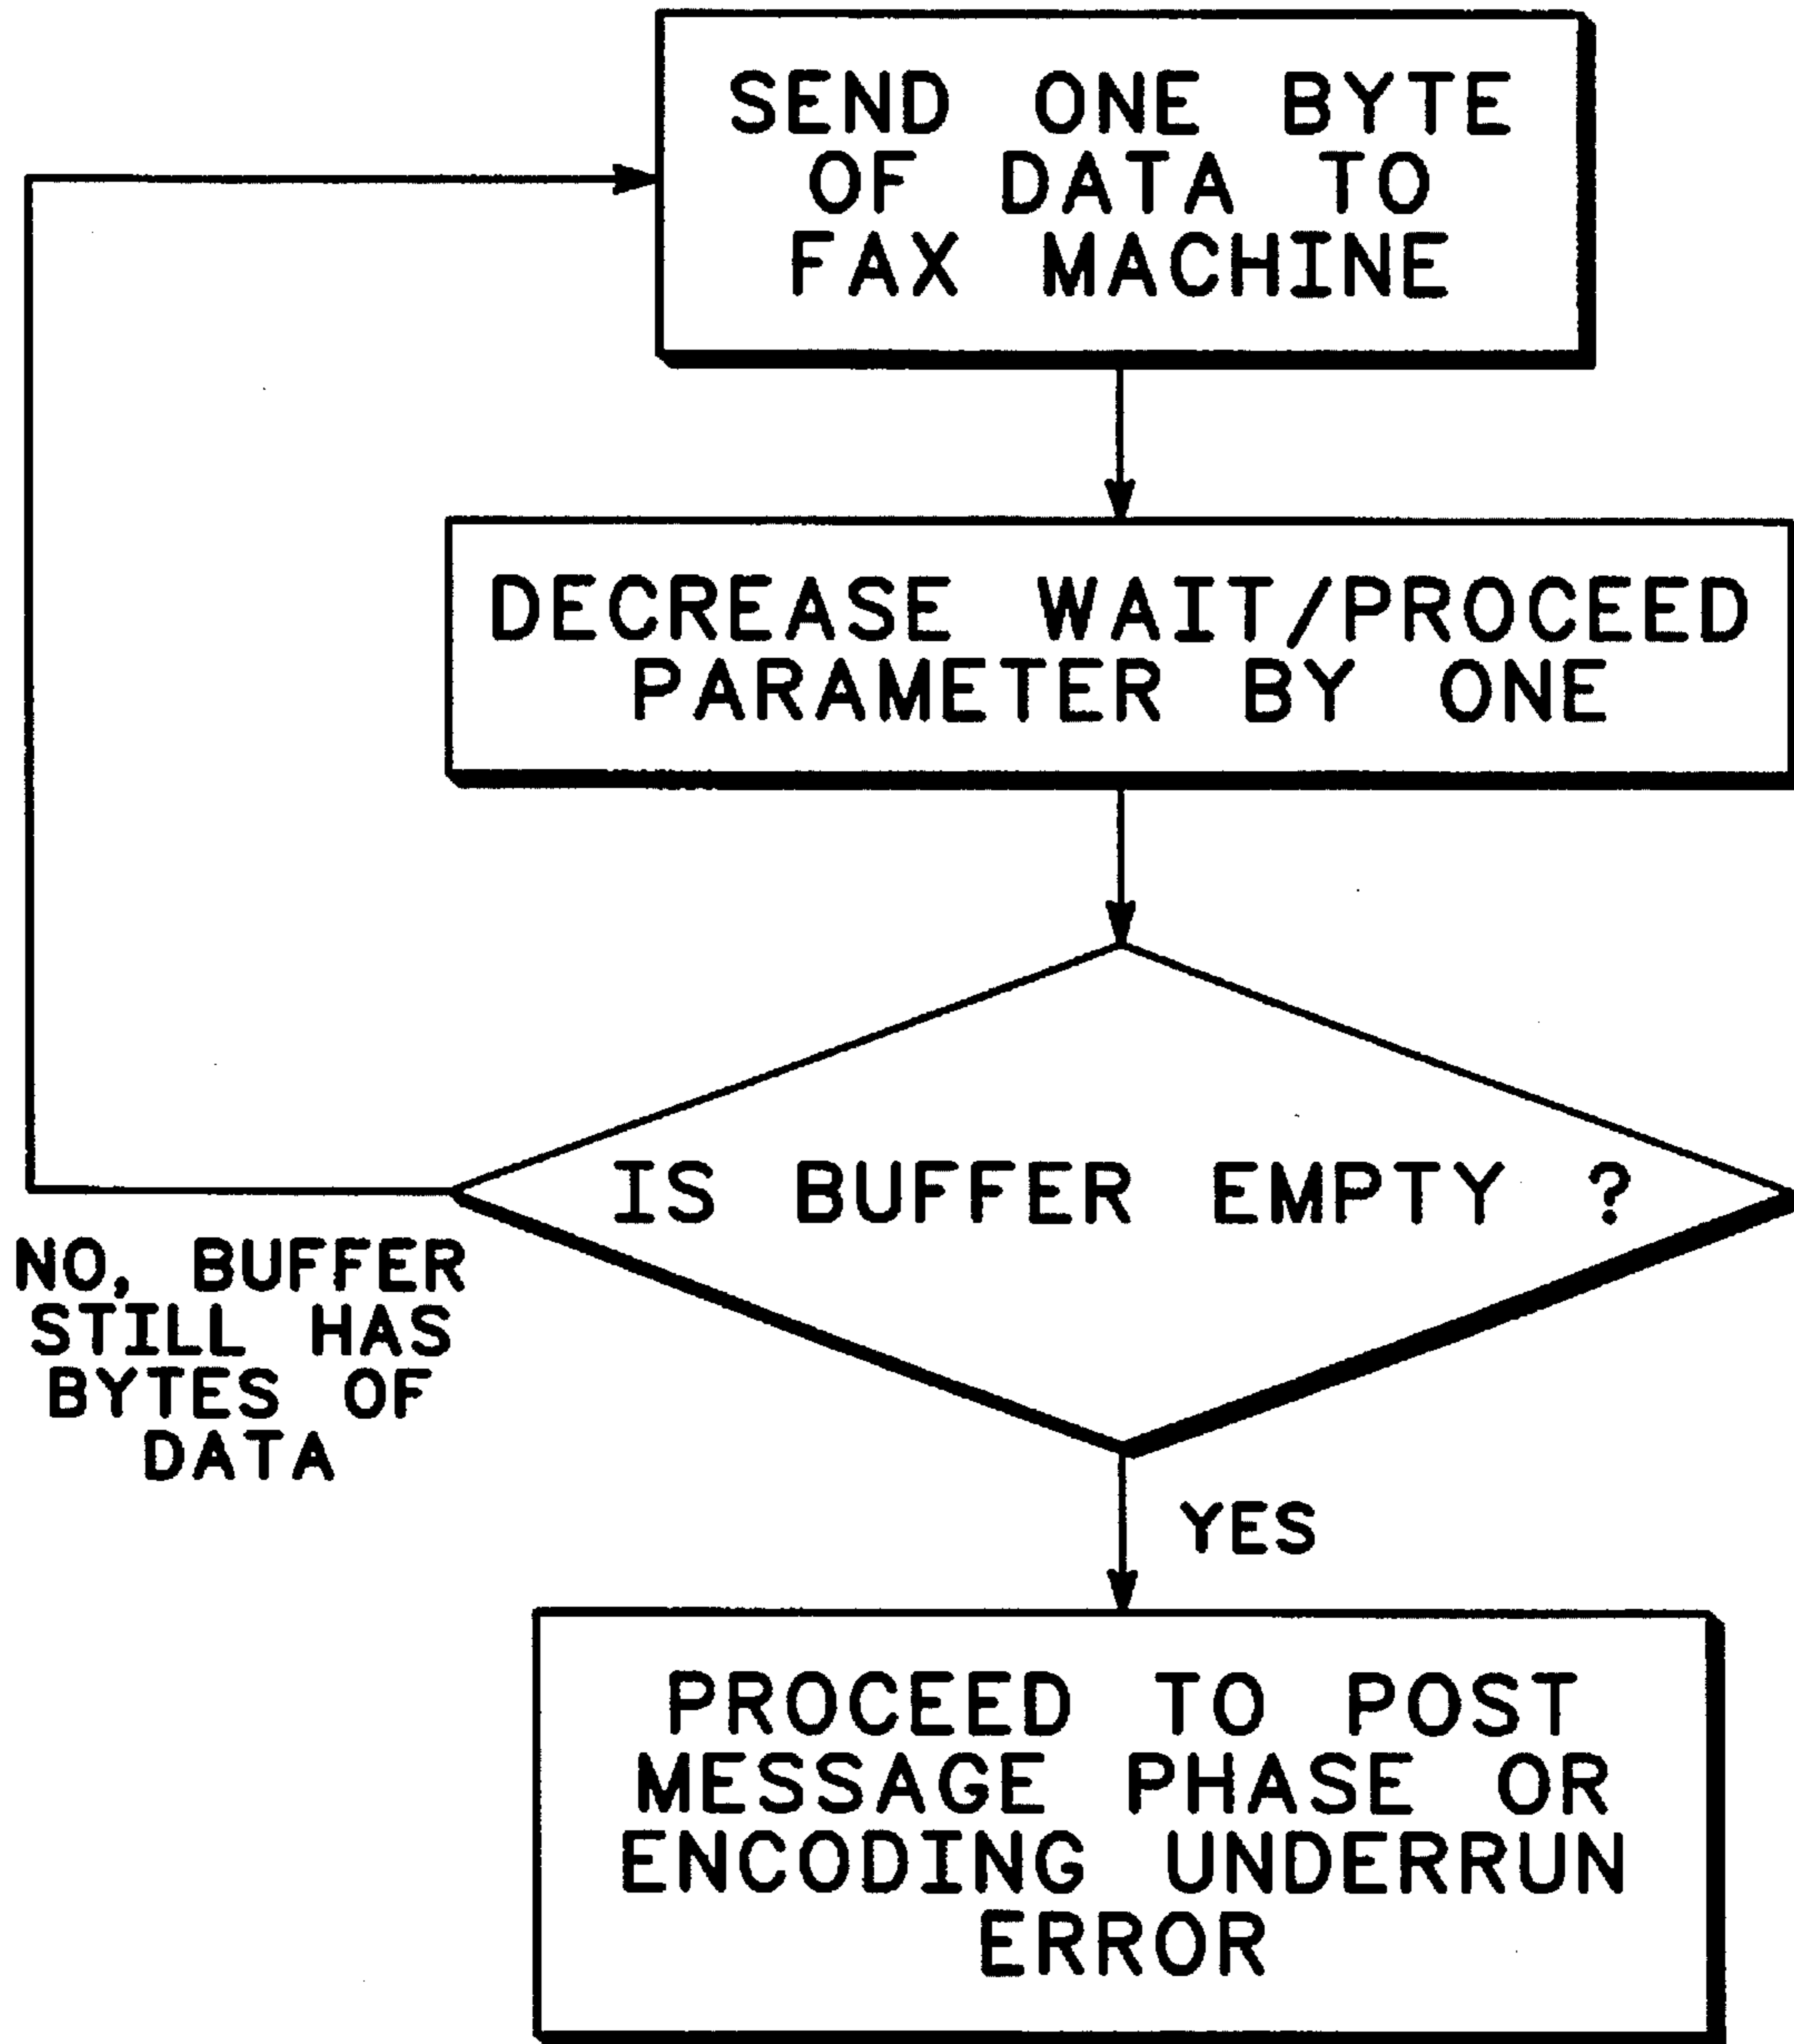 SEND ONE BYTE
OF DATA TO
FAX MACHINE
DECREASE WAIT/PROCEED
PARAMETER BY ONE
IS BUFFER EMPTY ?
NO, BUFFER
STILL HAS
BYTES OF
DATA
YES
PROCEED TO POST
MESSAGE PHASE OR
ENCODING UNDERRUN
ERROR